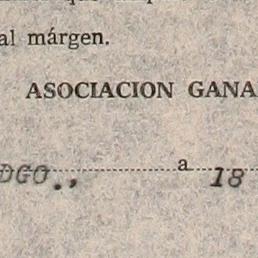 al márgen.
ASOCIACION GANA
DGO., a 18